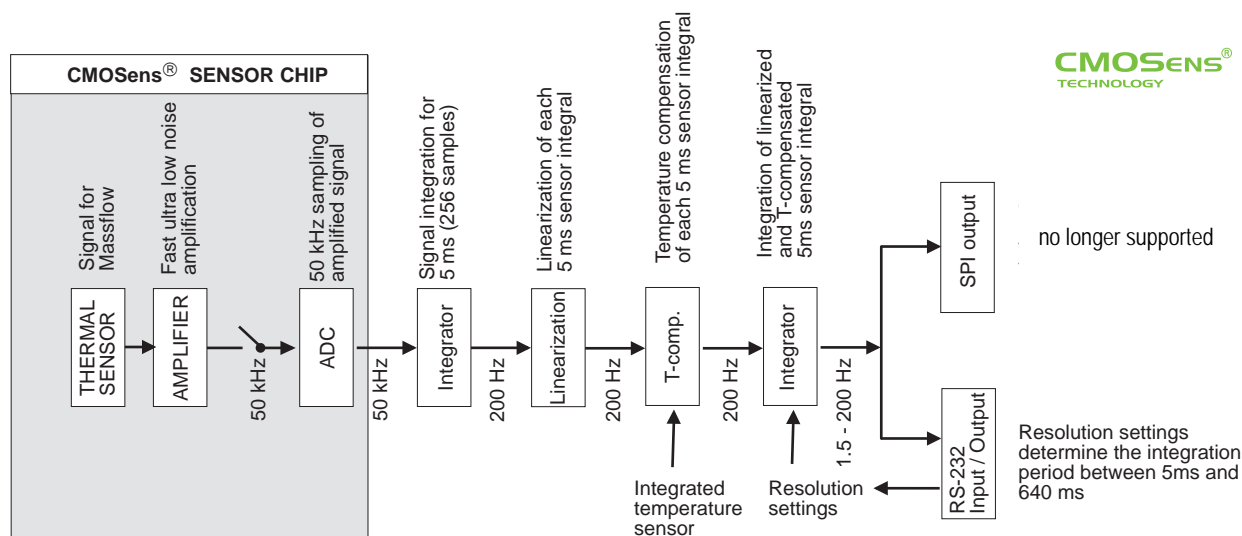 CMOSens® SENSOR CHIP
CMOSENS®
TECHNOLOGY
Signal for
Massflow
Fast ultra low noise
amplification
50 kHz sampling of
amplified signal
Signal integration for
5 ms (256 samples)
Linearization of each
5 ms sensor integral
Temperature compensation
of each 5 ms sensor integral
Integration of linearized
and T-compensated
5ms sensor integral
THERMAL
SENSOR
AMPLIFIER
50 kHz
ADC
50 kHz
Integrator
200 Hz
Linearization
200 Hz
T-comp.
200 Hz
Integrator
1.5 - 200 Hz
SPI output
no longer supported
RS-232
Input / Output
Resolution settings
determine the integration
period between 5ms and
640 ms
Integrated
temperature
sensor
Resolution
settings